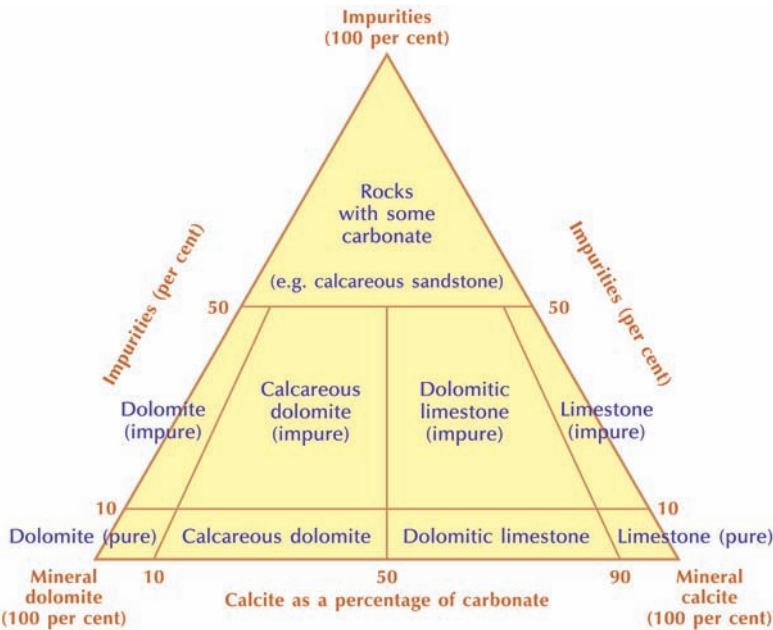 Impurities
(100 per cent)
Rocks
with some
carbonate
(e.g. calcareous sandstone)
Impurities (per cent)
Impurities (per cent)
50
50
Dolomite
(impure)
Calcareous
dolomite
(impure)
Dolomitic
limestone
(impure)
Limestone
(impure)
10
10
Dolomite (pure)
Calcareous dolomite
Dolomitic limestone
Limestone (pure)
Mineral
dolomite
(100 per cent)
10
50
90
Calcite as a percentage of carbonate
Mineral
calcite
(100 per cent)